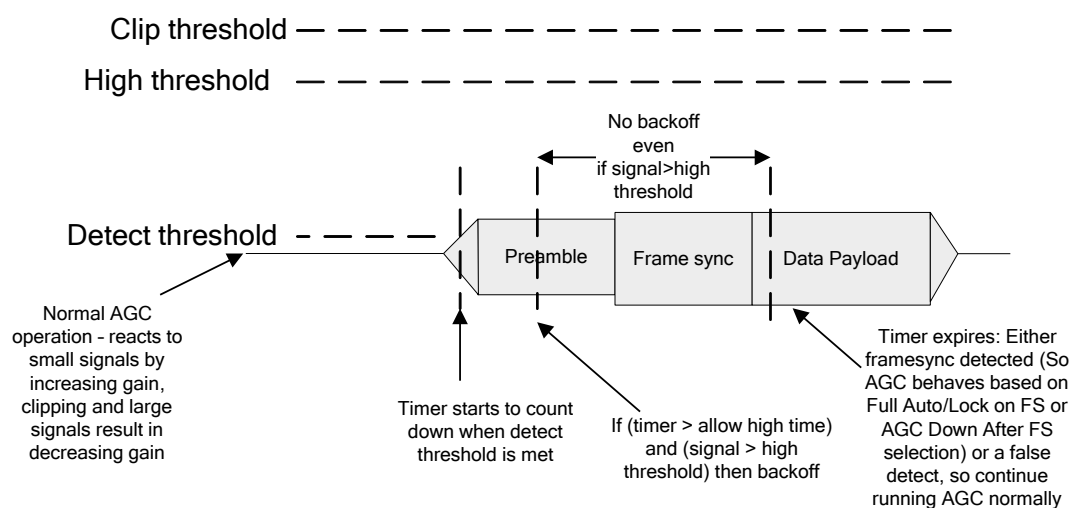 Clip threshold
High threshold
No backoff
even
if signal>high
threshold
Detect threshold
Preamble
Frame sync
Data Payload
Normal AGC
operation - reacts to
small signals by
increasing gain,
clipping and large
signals result in
decreasing gain
Timer starts to count
down when detect
threshold is met
If (timer > allow high time)
and (signal > high
threshold) then backoff
Timer expires: Either
framesync detected (So
AGC behaves based on
Full Auto/Lock on FS or
AGC Down After FS
selection) or a false
detect, so continue
running AGC normally